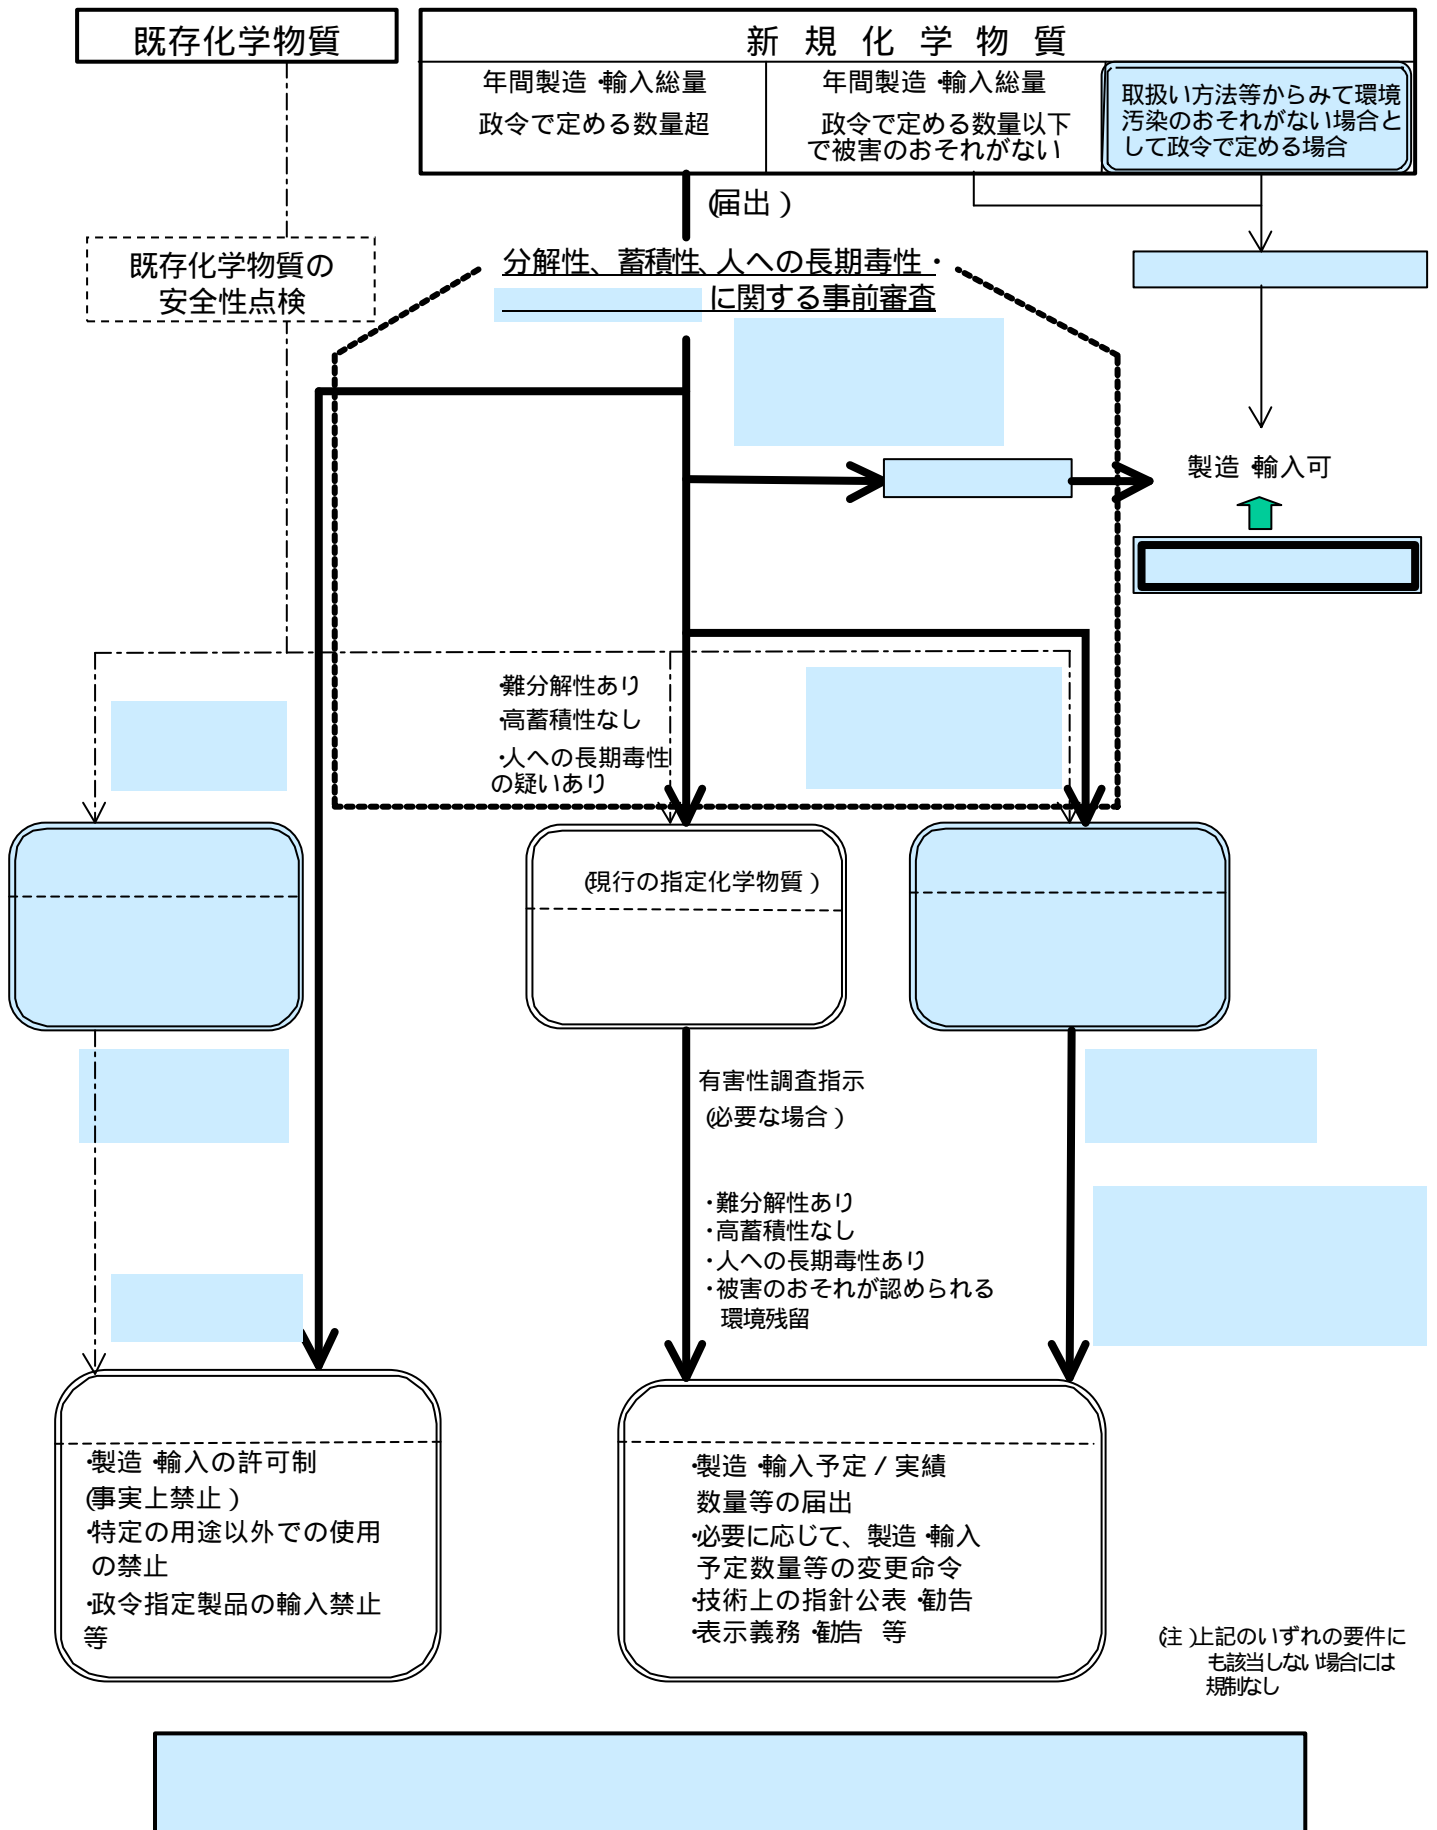 既存化学物質
新規化学物質
年間製造・輸入総量
政令で定める数量超
年間製造・輸入総量
政令で定める数量以下
で被害のおそれがない
取扱い方法等からみて環境
汚染のおそれがない場合と
して政令で定める場合
(届出)
既存化学物質の
安全性点検
分解性、蓄積性、人への長期毒性・
に関する事前審査
製造・輸入可
・難分解性あり
・高蓄積性なし
・人への長期毒性
の疑いあり
(現行の指定化学物質)
有害性調査指示
(必要な場合)
・難分解性あり
・高蓄積性なし
・人への長期毒性あり
・被害のおそれが認められる
環境残留
・製造・輸入の許可制
(事実上禁止)
・特定の用途以外での使用
の禁止
・政令指定製品の輸入禁止
等
・製造・輸入予定/実績
数量等の届出
・必要に応じて、製造・輸入
予定数量等の変更命令
・技術上の指針公表・勧告
・表示義務・勧告 等
(注)上記のいずれの要件に
も該当しない場合には
規制なし